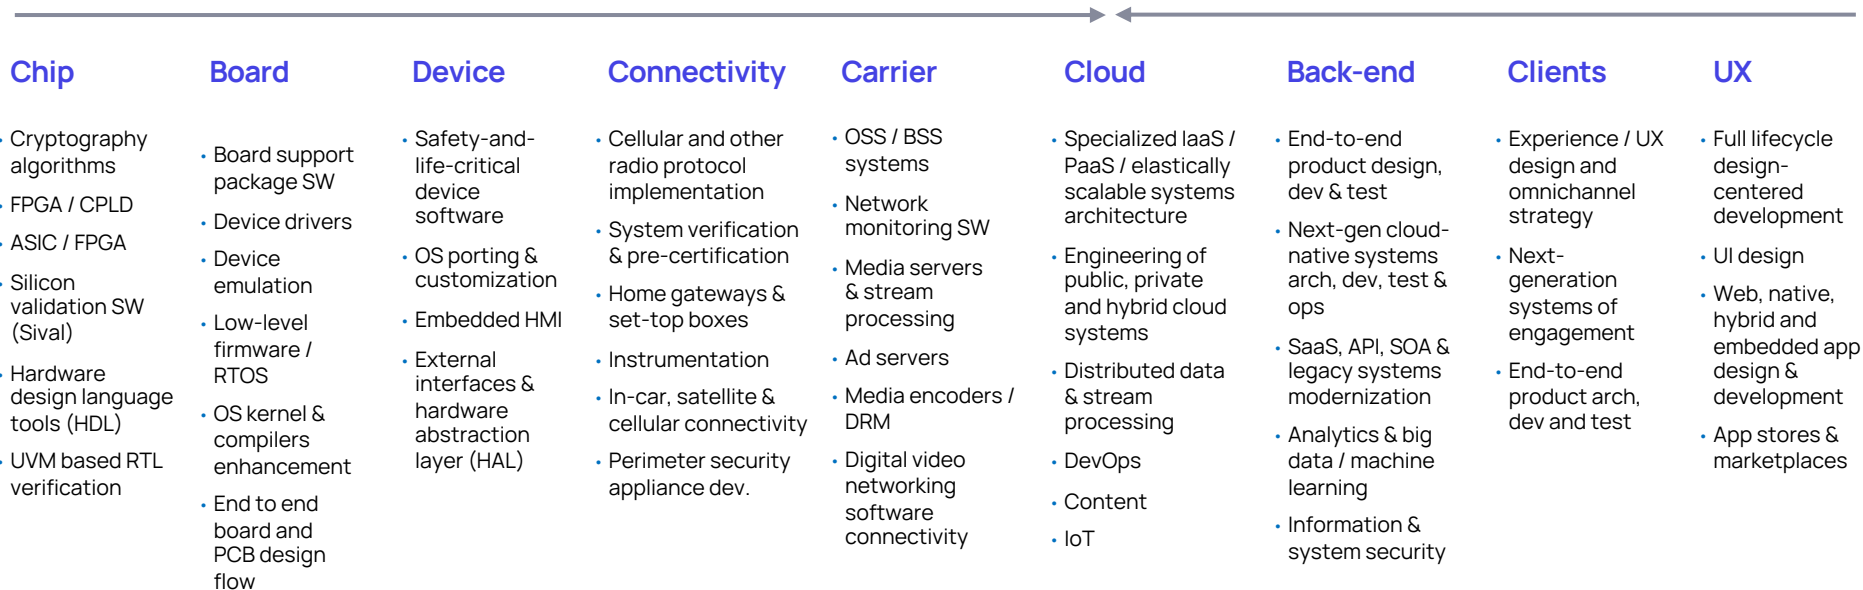 Chip
Cryptography
algorithms
FPGA / CPLD
ASIC / FPGA
Silicon
validation SW
(Sival)
Hardware
design language
tools (HDL)
UVM based RTL
verification
Board
Board support
package SW
Device drivers
Device
emulation
Low-level
firmware /
RTOS
OS kernel &
compilers
enhancement
End to end
board and
PCB design
flow
Device
Safety-and-
life-critical
device
software
OS porting &
customization
Embedded HMI
External
interfaces &
hardware
abstraction
layer (HAL)
Connectivity
Cellular and other
radio protocol
implementation
System verification
& pre-certification
Home gateways &
set-top boxes
Instrumentation
In-car, satellite &
cellular connectivity
Perimeter security
appliance dev.
Carrier
OSS / BSS
systems
Network
monitoring SW
Media servers
& stream
processing
Ad servers
Media encoders /
DRM
Digital video
networking
software
connectivity
Cloud
Specialized IaaS /
PaaS / elastically
scalable systems
architecture
Engineering of
public, private
and hybrid cloud
systems
Distributed data
& stream
processing
DevOps
Content
IoT
Back-end
End-to-end
product design,
dev & test
Next-gen cloud-
native systems
arch, dev, test &
ops
SaaS, API, SOA &
legacy systems
modernization
Analytics & big
data / machine
learning
Information &
system security
Clients
Experience / UX
design and
omnichannel
strategy
Next-
generation
systems of
engagement
End-to-end
product arch,
dev and test
UX
Full lifecycle
design-
centered
development
UI design
Web, native,
hybrid and
embedded app
design &
development
App stores &
marketplaces